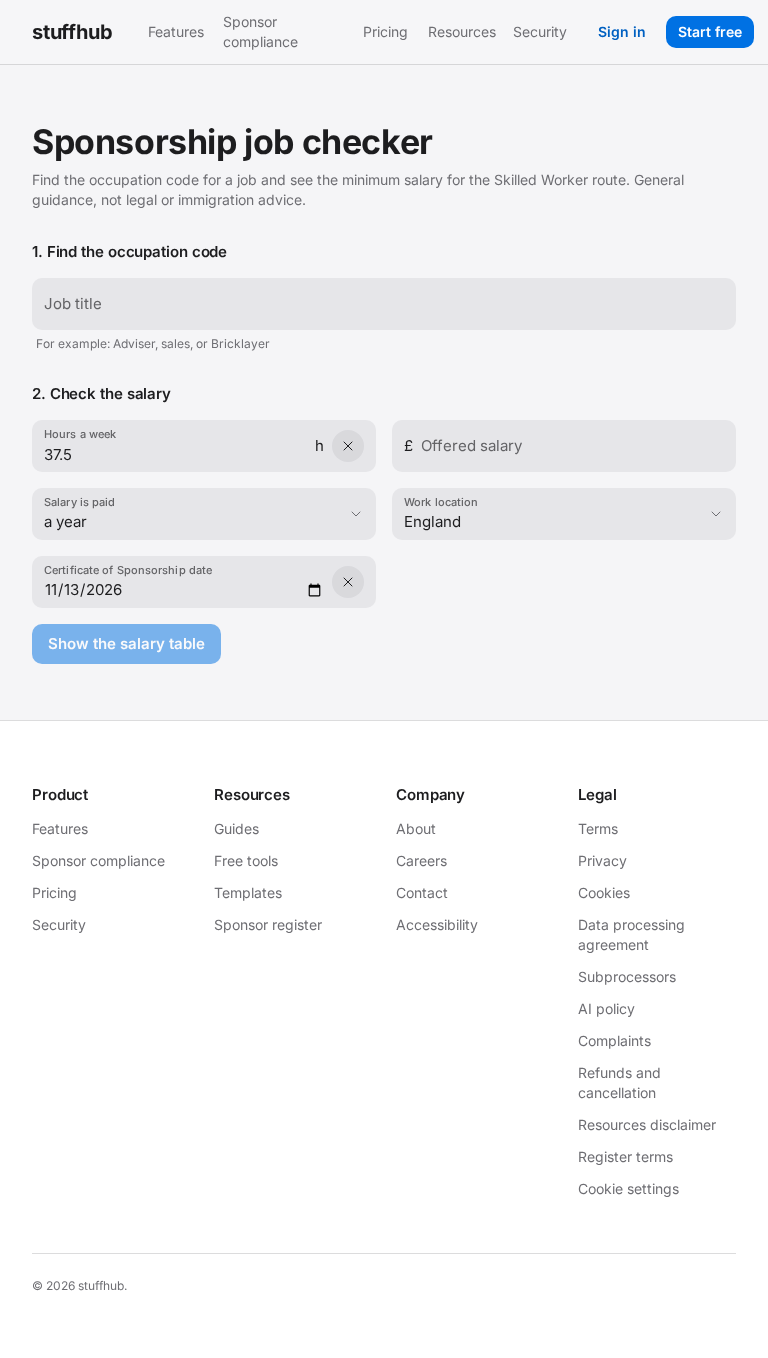 stuffhub
Features
Sponsor
compliance
Pricing
Resources
Security
Sign in
Start free
Sponsorship job checker
Find the occupation code for a job and see the minimum salary for the Skilled Worker route. General
guidance, not legal or immigration advice.
1. Find the occupation code
Job title
For example: Adviser, sales, or Bricklayer
2. Check the salary
Hours a week
37.5
h
£ Offered salary
Salary is paid
a year
Work location
England
Certificate of Sponsorship date
11/13/2026
Show the salary table
Product
Features
Sponsor compliance
Pricing
Security
Resources
Guides
Free tools
Templates
Sponsor register
Company
About
Careers
Contact
Accessibility
Legal
Terms
Privacy
Cookies
Data processing
agreement
Subprocessors
AI policy
Complaints
Refunds and
cancellation
Resources disclaimer
Register terms
Cookie settings
© 2026 stuffhub.